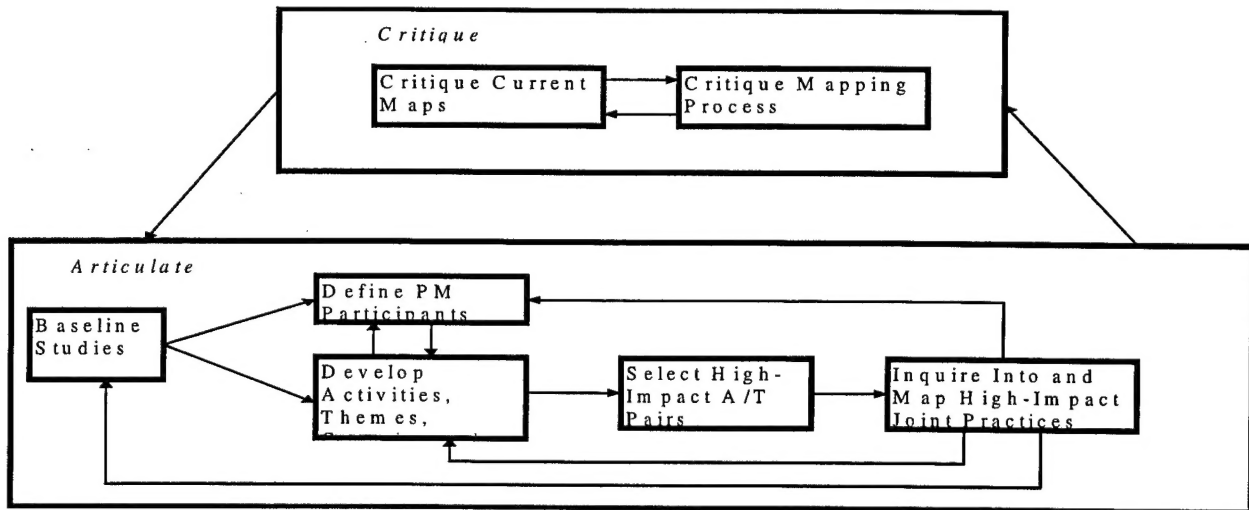 Critique
Critique Current
Maps
Critique Mapping
Process
Articulate
Baseline
Studies
Define PM
Participants
Develop
Activities,
Themes,
Select High-
Impact A/T
Pairs
Inquire Into and
Map High-Impact
Joint Practices